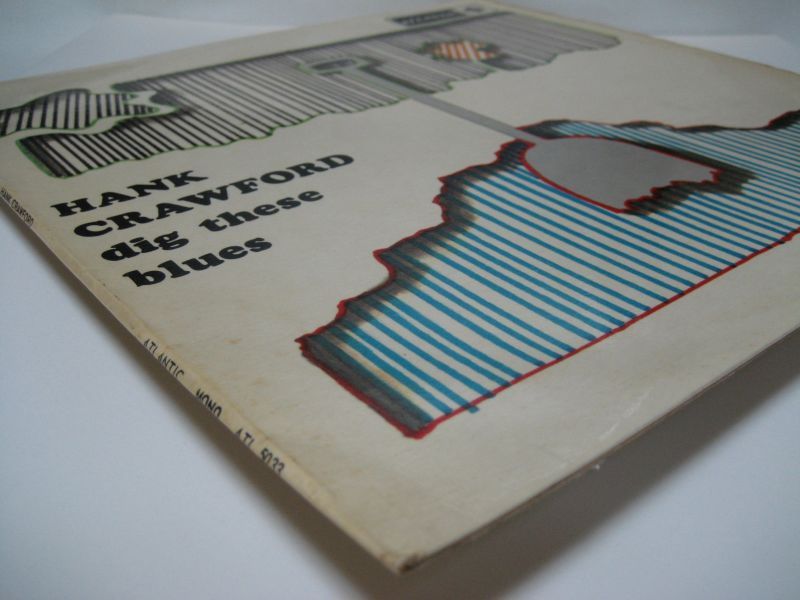 HANK
CRAWFORD
dig these
blues
HANK CRAWFORD
ATLANTIC MONO ATL 5033